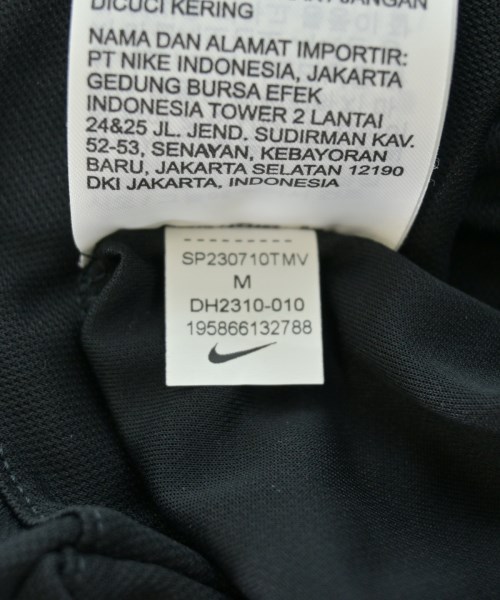 DICUCI KERING
NAMA DAN ALAMAT IMPORTIR:
PT NIKE INDONESIA, JAKARTA
GEDUNG BURSA EFEK
INDONESIA TOWER 2 LANTAI
24&25 JL. JEND. SUDIRMAN KAV.
52-53, SENAYAN, KEBAYORAN
BARU, JAKARTA SELATAN 12190
DKI JAKARTA, INDONESIA
SP230710TMV
M
DH2310-010
195866132788